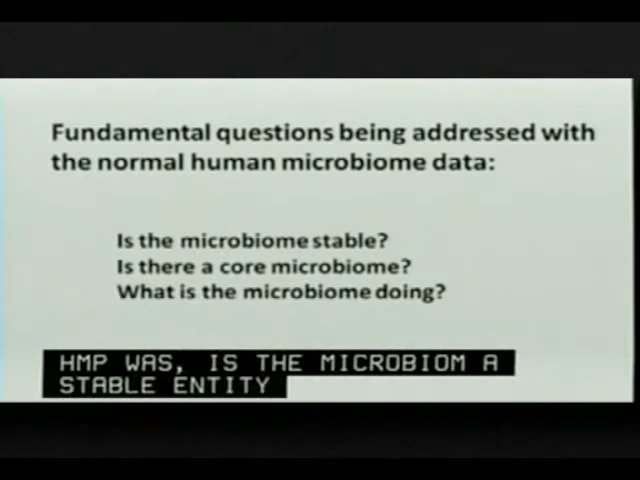 Fundamental questions being addressed with
the normal human microbiome data:
Is the microbiome stable?
Is there a core microbiome?
What is the microbiome doing?
HMP WAS, IS THE MICROBIOM A
STABLE ENTITY